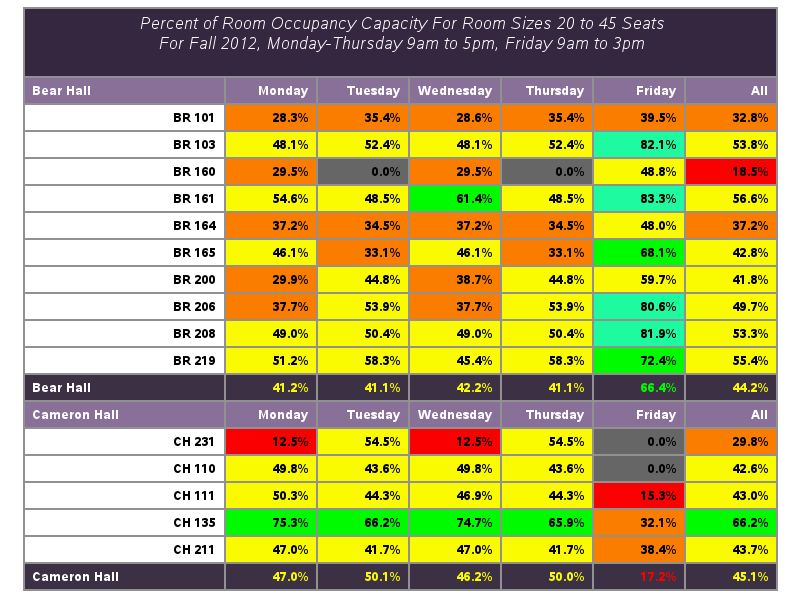 Percent of Room Occupancy Capacity For Room Sizes 20 to 45 Seats
For Fall 2012, Monday-Thursday 9am to 5pm, Friday 9am to 3pm
Bear Hall Monday Tuesday Wednesday Thursday Friday All
BR 101 28.3% 35.4% 28.6% 35.4% 39.5% 32.8%
BR 103 48.1% 52.4% 48.1% 52.4% 82.1% 53.8%
BR 160 29.5% 0.0% 29.5% 0.0% 48.8% 18.5%
BR 161 54.6% 48.5% 61.4% 48.5% 83.3% 56.6%
BR 164 37.2% 34.5% 37.2% 34.5% 48.0% 37.2%
BR 165 46.1% 33.1% 46.1% 33.1% 68.1% 42.8%
BR 200 29.9% 44.8% 38.7% 44.8% 59.7% 41.8%
BR 206 37.7% 53.9% 37.7% 53.9% 80.6% 49.7%
BR 208 49.0% 50.4% 49.0% 50.4% 81.9% 53.3%
BR 219 51.2% 58.3% 45.4% 58.3% 72.4% 55.4%
Bear Hall 41.2% 41.1% 42.2% 41.1% 66.4% 44.2%
Cameron Hall Monday Tuesday Wednesday Thursday Friday All
CH 231 12.5% 54.5% 12.5% 54.5% 0.0% 29.8%
CH 110 49.8% 43.6% 49.8% 43.6% 0.0% 42.6%
CH 111 50.3% 44.3% 46.9% 44.3% 15.3% 43.0%
CH 135 75.3% 66.2% 74.7% 65.9% 32.1% 66.2%
CH 211 47.0% 41.7% 47.0% 41.7% 38.4% 43.7%
Cameron Hall 47.0% 50.1% 46.2% 50.0% 17.2% 45.1%